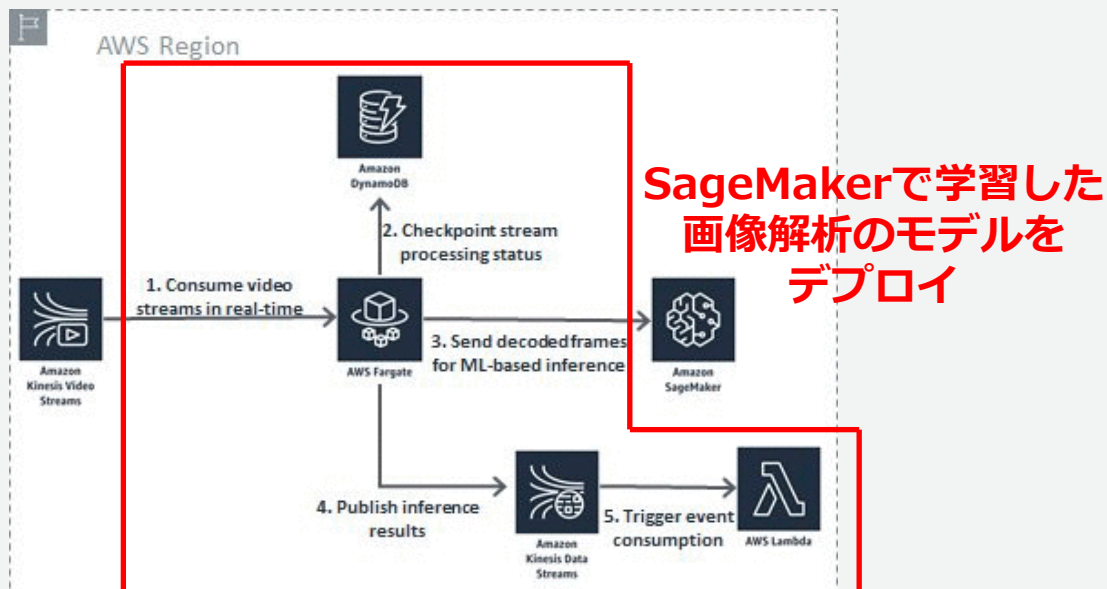 AWS Region
Amazon
DynamoDB
SageMakerで学習した
画像解析のモデルを
デプロイ
2. Checkpoint stream
processing status
1. Consume video
streams in real-time
Amazon
Kinesis Video
Streams
AWS Fargate
3. Send decoded frames
for ML-based inference
Amazon
SageMaker
4. Publish inference
results
Amazon
Kinesis Data
Streams
5. Trigger event
consumption
AWS Lambda